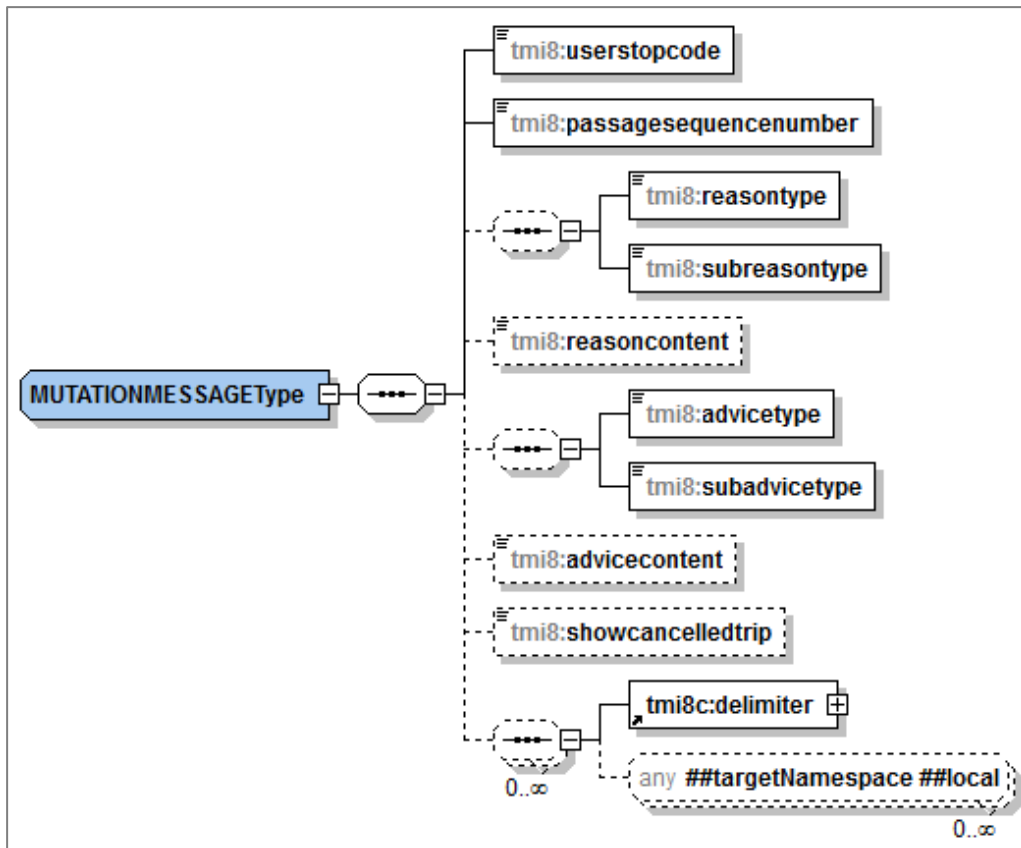 tmi8:userstopcode
tmi8:passagesequencenumber
tmi8:reasontype
tmi8:subreasontype
tmi8:reasoncontent
MUTATIONMESSAGEType
tmi8:advicetype
tmi8:subadvicetype
tmi8:advicecontent
tmi8:showcancelledtrip
tmi8c:delimiter
0..∞
any ##targetNamespace ##local
0..∞